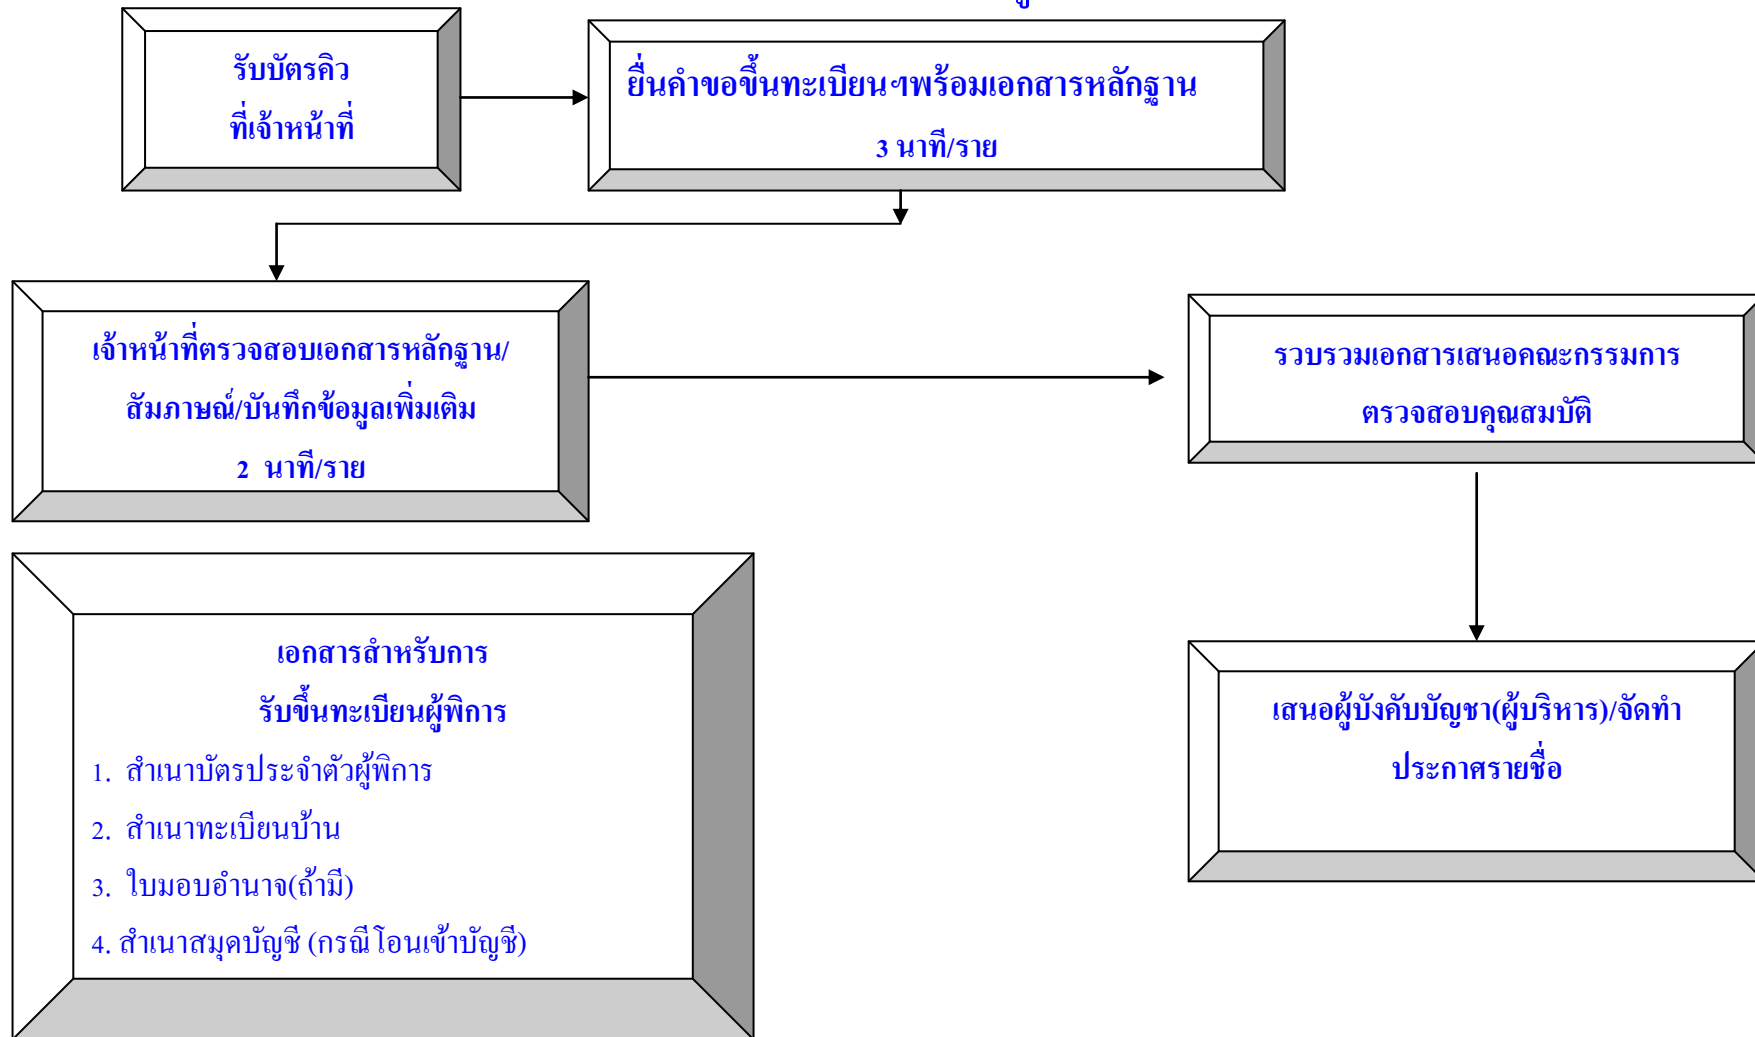 รับบัตรคิว
ที่เจ้าหน้าที่
ยื่นคำขอขึ้นทะเบียนฯพร้อมเอกสารหลักฐาน
3 นาที/ราย
เจ้าหน้าที่ตรวจสอบเอกสารหลักฐาน/
สัมภาษณ์/บันทึกข้อมูลเพิ่มเติม
2 นาที/ราย
รวบรวมเอกสารเสนอคณะกรรมการ
ตรวจสอบคุณสมบัติ
เสนอผู้บังคับบัญชา(ผู้บริหาร)/จัดทำ
ประกาศรายชื่อ
เอกสารสำหรับการ
รับขึ้นทะเบียนผู้พิการ
1. สำเนาบัตรประจำตัวผู้พิการ
2. สำเนาทะเบียนบ้าน
3. ใบมอบอำนาจ(ถ้ามี)
4. สำเนาสมุดบัญชี (กรณีโอนเข้าบัญชี)